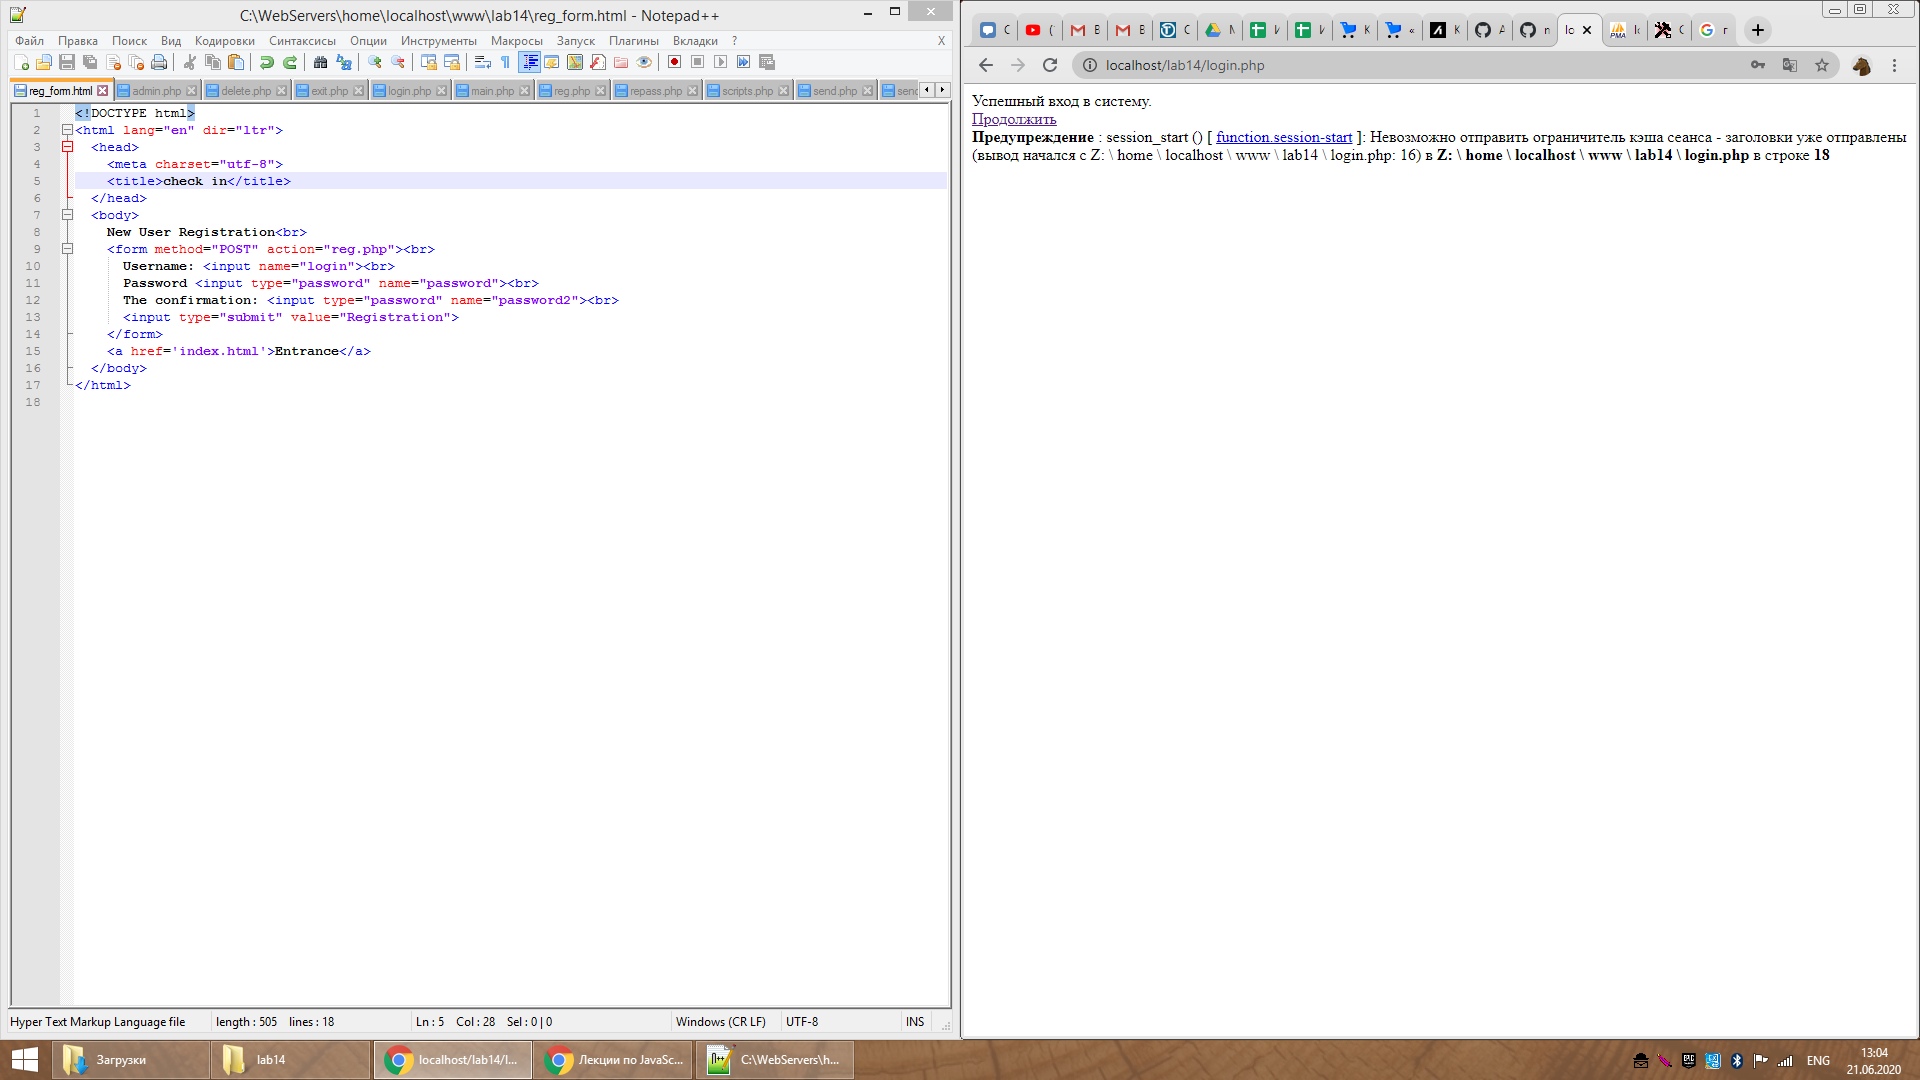 C:\WebServers\home\localhost\www\lab14\reg_form.html - Notepad++
Файл Правка Поиск Вид Кодировки Синтаксисы Опции Инструменты Макросы Запуск Плагины Вкладки ? X
reg_form.html admin.php delete.php exit.php login.php main.php reg.php repass.php scripts.php send.php send
1 <!DOCTYPE html>
2 <html lang="en" dir="ltr">
3 <head>
4 <meta charset="utf-8">
5 <title>check in</title>
6 </head>
7 <body>
8 New User Registration<br>
9 <form method="POST" action="reg.php"><br>
10 Username: <input name="login"><br>
11 Password <input type="password" name="password"><br>
12 The confirmation: <input type="password" name="password2"><br>
13 <input type="submit" value="Registration">
14 </form>
15 <a href='index.html'>Entrance</a>
16 </body>
17 </html>
18
Hyper Text Markup Language file length : 505 lines : 18 Ln : 5 Col : 28 Sel : 0 | 0 Windows (CR LF) UTF-8 INS
localhost/lab14/login.php
Успешный вход в систему.
Продолжить
Предупреждение : session_start () [ function.session-start ]: Невозможно отправить ограничитель кэша сеанса - заголовки уже отправлены
(вывод начался с Z: \ home \ localhost \ www \ lab14 \ login.php: 16) в Z: \ home \ localhost \ www \ lab14 \ login.php в строке 18
Загрузки lab14 localhost/lab14/l... Лекции по JavaSc... C:\WebServers\h...
ENG
13:04
21.06.2020